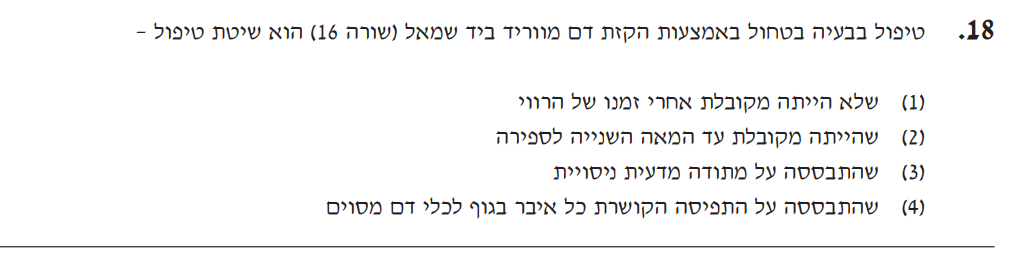 18. טיפול בבעיה בטחול באמצעות הקזת דם מווריד ביד שמאל (שורה 16) הוא שיטת טיפול –
(1) שלא הייתה מקובלת אחרי זמנו של הרווי
(2) שהייתה מקובלת עד המאה השנייה לספירה
(3) שהתבססה על מתודה מדעית ניסויית
(4) שהתבססה על התפיסה הקושרת כל איבר בגוף לכלי דם מסוים